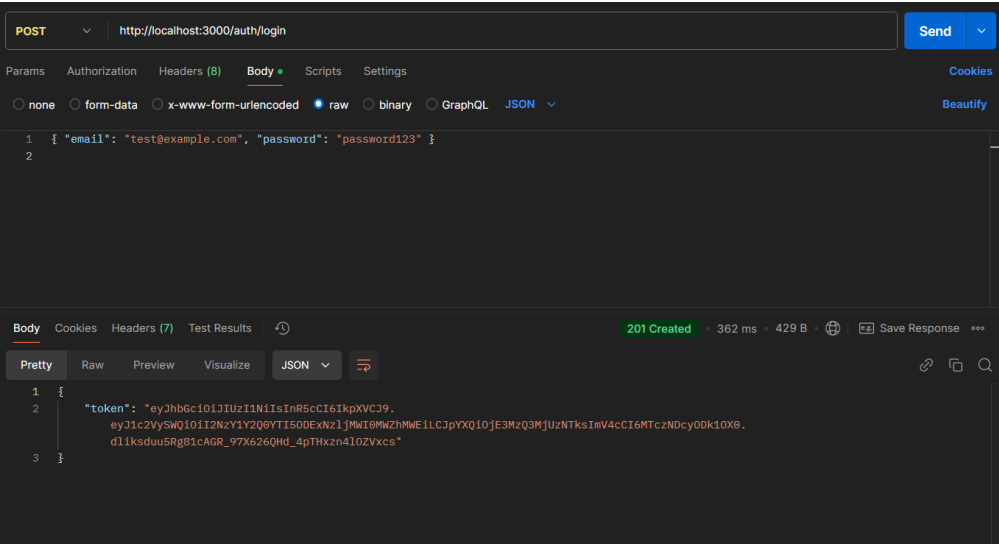 POST http://localhost:3000/auth/login Send
Params Authorization Headers (8) Body Scripts Settings Cookies
none form-data x-www-form-urlencoded raw binary GraphQL JSON Beautify
1 { "email": "test@example.com", "password": "password123" }
2
Body Cookies Headers (7) Test Results 201 Created 362 ms 429 B e.g. Save Response
Pretty Raw Preview Visualize JSON
1 {
2 "token": "eyJhbGciOiJIUzI1NiIsInR5cCI6IkpXVCJ9.
eyJ1c2VySWQiOiI2NzY1Y2Q0YTI5ODExNzljMWI0MWZhMWEiLCJpYXQiOjE3MzQ3MjUzNTksImV4cCI6MTczNDcyODk1OX0.
dliksduu5Rg81cAGR_97X626QHd_4pTHxzn4lOZVxcs"
3 }